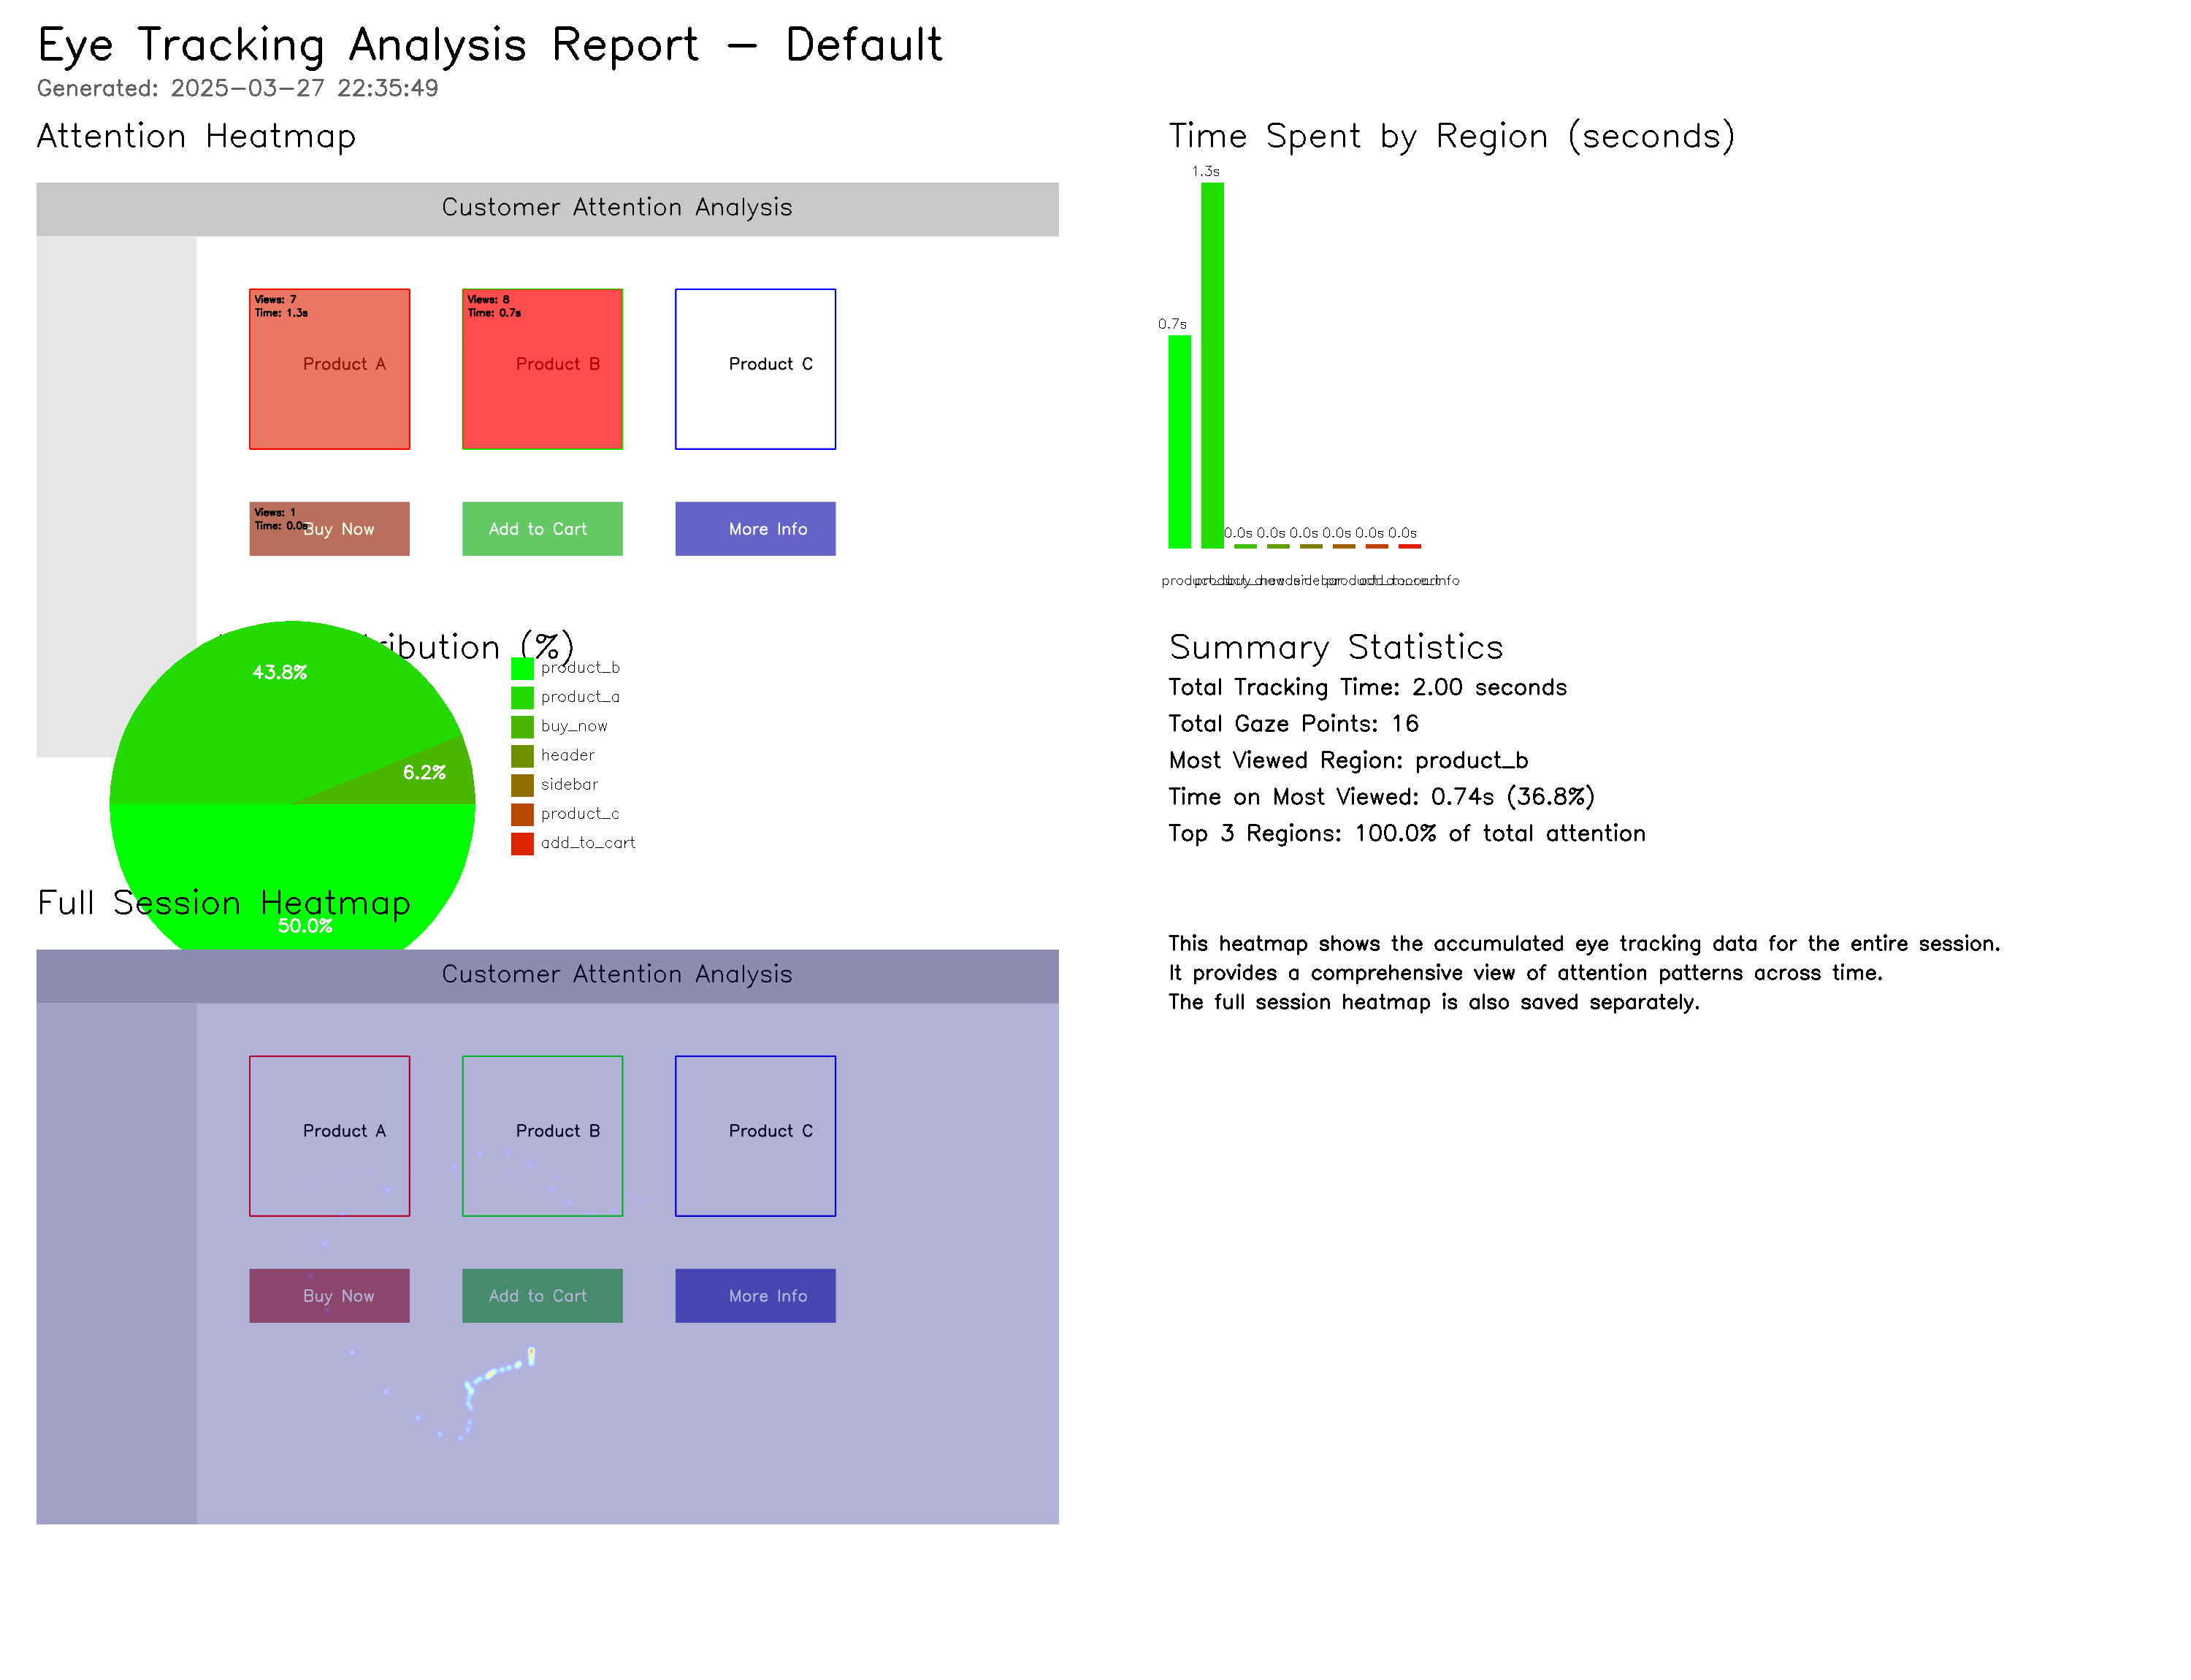 Eye Tracking Analysis Report - Default
Generated: 2025-03-27 22:35:49
Attention Heatmap
Customer Attention Analysis
Views: 7
Time: 1.3s
Product A
Views: 8
Time: 0.7s
Product B
Product C
Views: 1
Time: 0.0s
Buy Now
Add to Cart
More Info
Time Spent by Region (seconds)
1.3s
0.7s
0.0s 0.0s 0.0s 0.0s 0.0s 0.0s
(%)
43.8%
6.2%
50.0%
product_b
product_a
buy_now
header
sidebar
product_c
add_to_cart
Summary Statistics
Total Tracking Time: 2.00 seconds
Total Gaze Points: 16
Most Viewed Region: product_b
Time on Most Viewed: 0.74s (36.8%)
Top 3 Regions: 100.0% of total attention
Full Session Heatmap
Customer Attention Analysis
Product A
Product B
Product C
Buy Now
Add to Cart
More Info
This heatmap shows the accumulated eye tracking data for the entire session.
It provides a comprehensive view of attention patterns across time.
The full session heatmap is also saved separately.